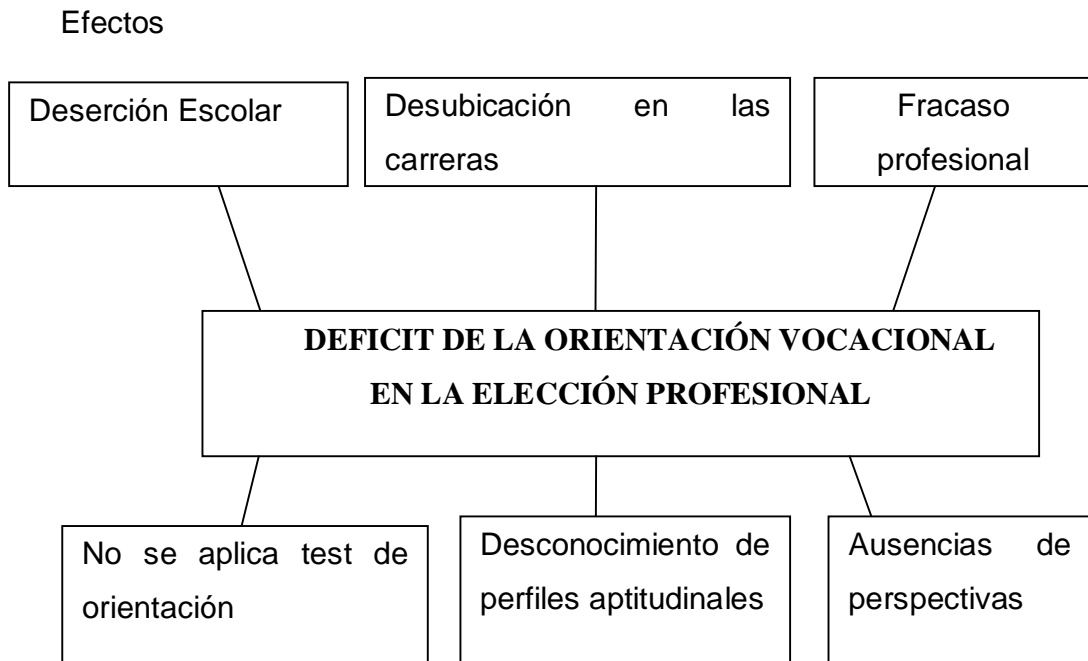 Efectos
Deserción Escolar
Desubicación en las
carreras
Fracaso
profesional
DEFICIT DE LA ORIENTACIÓN VOCACIONAL
EN LA ELECCIÓN PROFESIONAL
No se aplica test de
orientación
Desconocimiento de
perfiles aptitudinales
Ausencias de
perspectivas